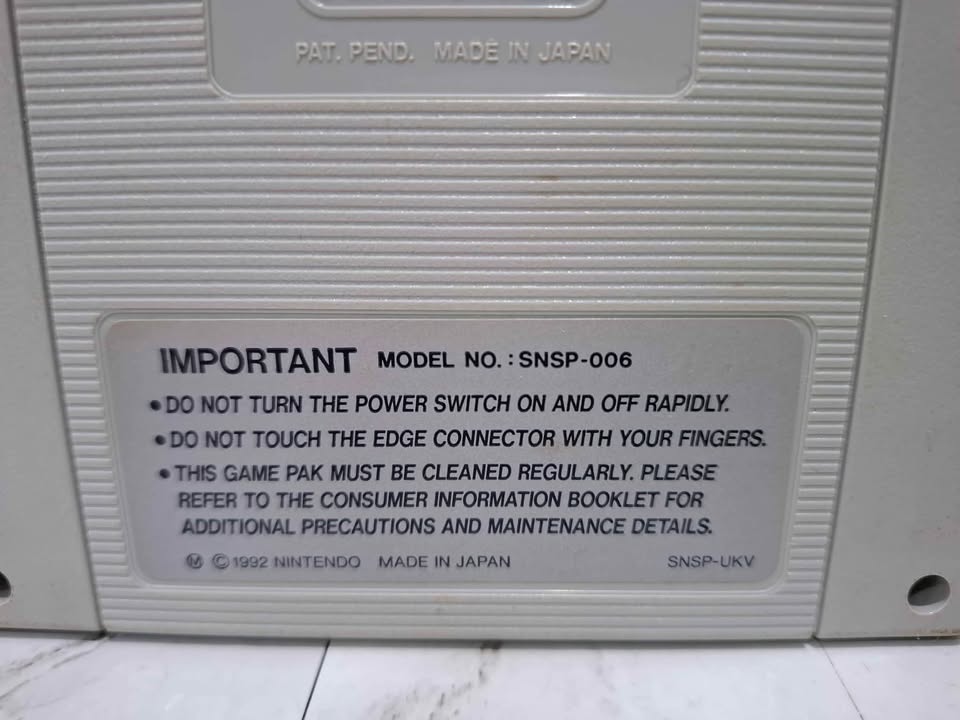 PAT. PEND. MADE IN JAPAN
IMPORTANT MODEL NO. : SNSP-006
• DO NOT TURN THE POWER SWITCH ON AND OFF RAPIDLY.
• DO NOT TOUCH THE EDGE CONNECTOR WITH YOUR FINGERS.
• THIS GAME PAK MUST BE CLEANED REGULARLY. PLEASE
REFER TO THE CONSUMER INFORMATION BOOKLET FOR
ADDITIONAL PRECAUTIONS AND MAINTENANCE DETAILS.
Ⓜ ©1992 NINTENDO MADE IN JAPAN SNSP-UKV